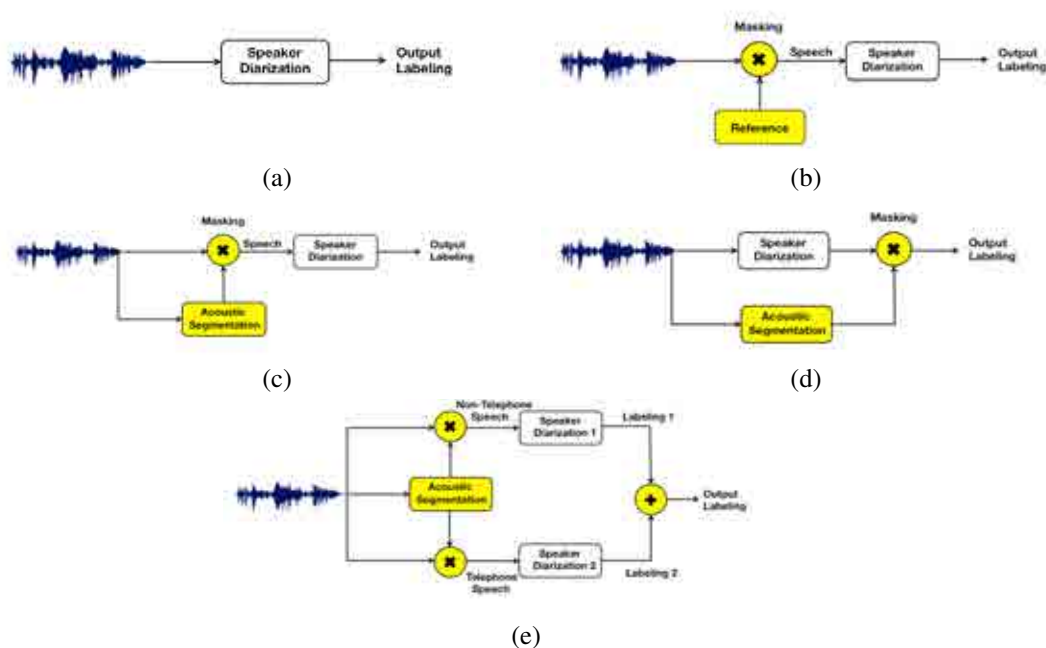 Speaker
Diarization
Output
Labeling
(a)
Masking
Speech
Speaker
Diarization
Output
Labeling
Reference
(b)
Masking
Speech
Speaker
Diarization
Output
Labeling
Acoustic
Segmentation
(c)
Masking
Speaker
Diarization
Output
Labeling
Acoustic
Segmentation
(d)
Non-Telephone
Speech
Speaker
Diarization 1
Labeling 1
Acoustic
Segmentation
Output
Labeling
Telephone
Speech
Speaker
Diarization 2
Labeling 2
(e)